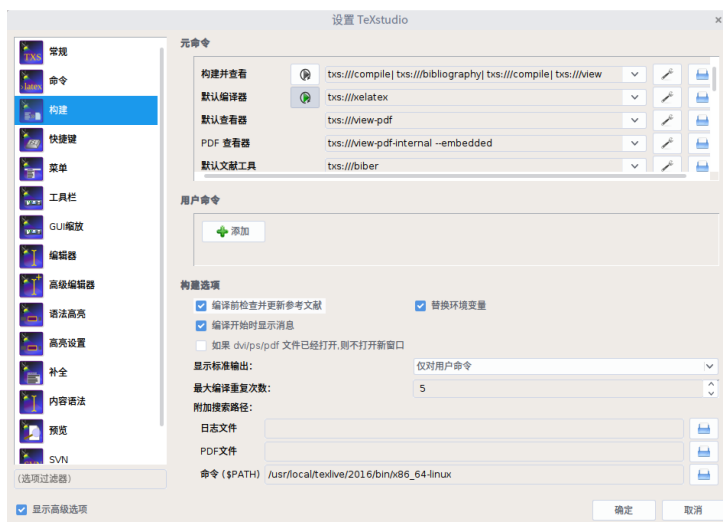 设置 TeXstudio
常规
命令
构建
快捷键
菜单
工具栏
GUI缩放
编辑器
高级编辑器
语法高亮
高亮设置
补全
内容语法
预览
SVN
(选项过滤器)
显示高级选项
元命令
构建并查看 txs:///compile| txs:///bibliography| txs:///compile| txs:///view
默认编译器 txs:///xelatex
默认查看器 txs:///view-pdf
PDF 查看器 txs:///view-pdf-internal --embedded
默认文献工具 txs:///biber
用户命令
添加
构建选项
编译前检查并更新参考文献 替换环境变量
编译开始时显示消息
如果 dvi/ps/pdf 文件已经打开,则不打开新窗口
显示标准输出: 仅对用户命令
最大编译重复次数: 5
附加搜索路径:
日志文件
PDF文件
命令 ($PATH) /usr/local/texlive/2016/bin/x86_64-linux
确定 取消